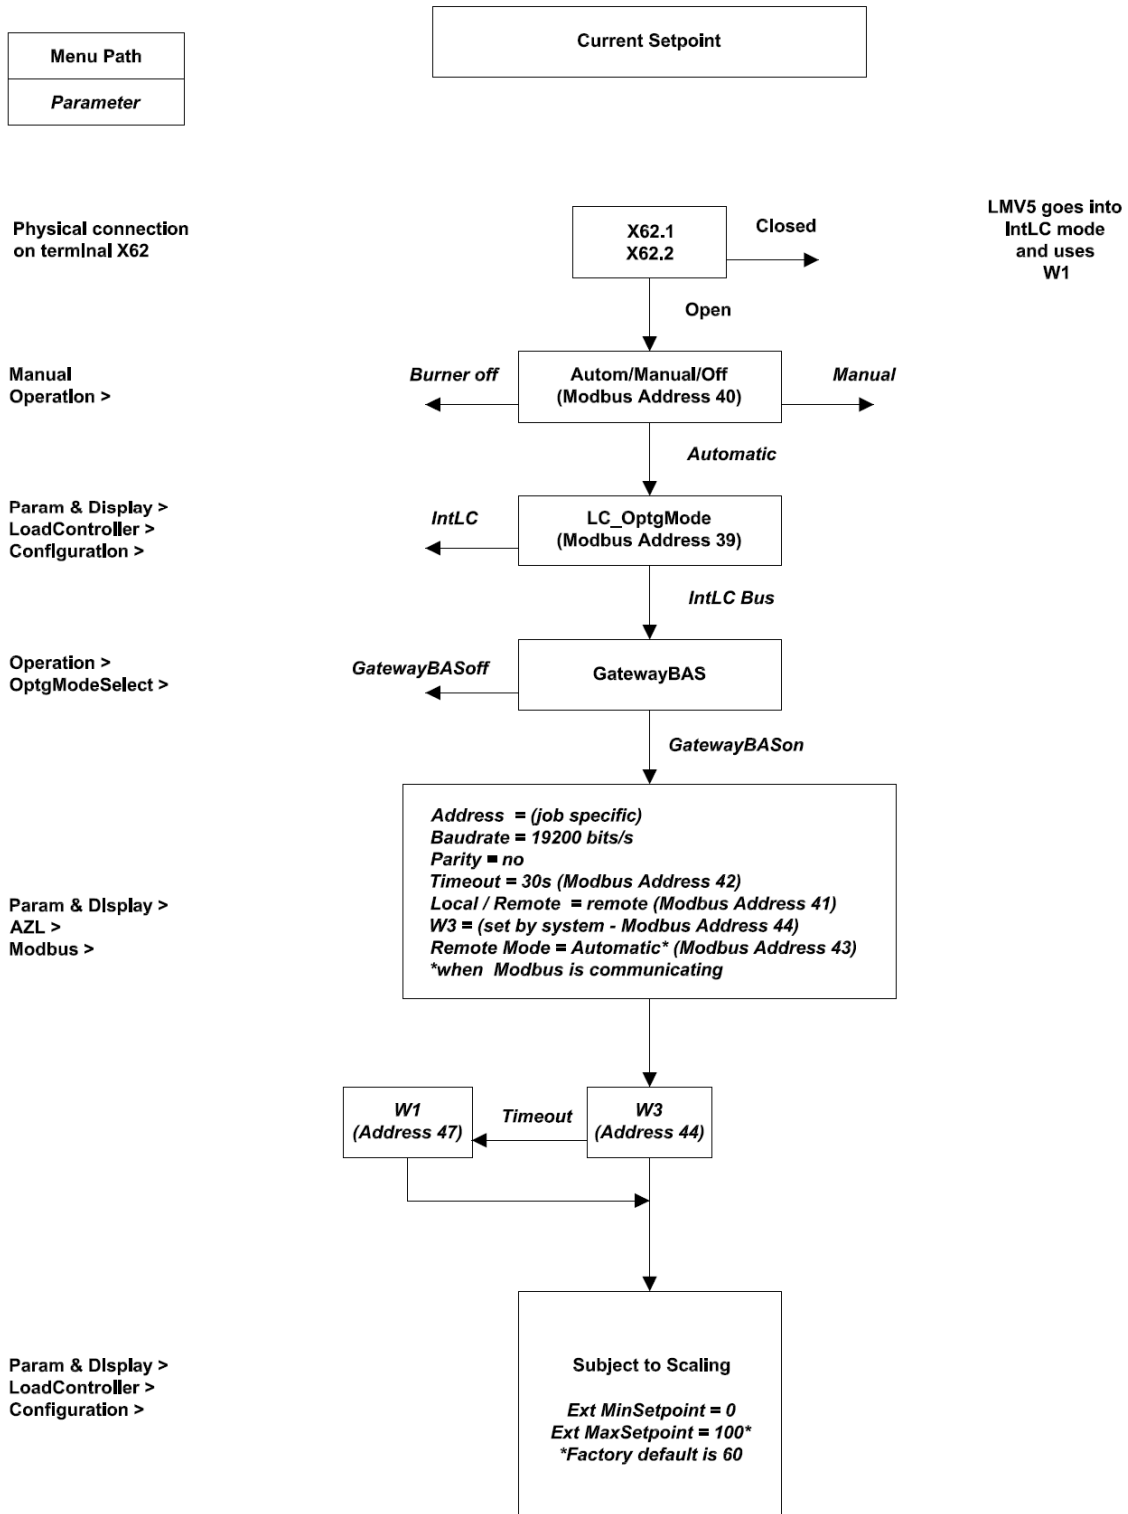 Current Setpoint
Menu Path
Parameter
Physical connection
on terminal X62
X62.1
X62.2
Closed
LMV5 goes into
IntLC mode
and uses
W1
Open
Manual
Operation >
Burner off
Autom/Manual/Off
(Modbus Address 40)
Manual
Automatic
Param & Display >
LoadController >
Configuration >
IntLC
LC_OptgMode
(Modbus Address 39)
IntLC Bus
Operation >
OptgModeSelect >
GatewayBASoff
GatewayBAS
GatewayBASon
Param & Display >
AZL >
Modbus >
Address = (job specific)
Baudrate = 19200 bits/s
Parity = no
Timeout = 30s (Modbus Address 42)
Local / Remote = remote (Modbus Address 41)
W3 = (set by system - Modbus Address 44)
Remote Mode = Automatic* (Modbus Address 43)
*when Modbus is communicating
W1
(Address 47)
Timeout
W3
(Address 44)
Param & Display >
LoadController >
Configuration >
Subject to Scaling
Ext MinSetpoint = 0
Ext MaxSetpoint = 100*
*Factory default is 60